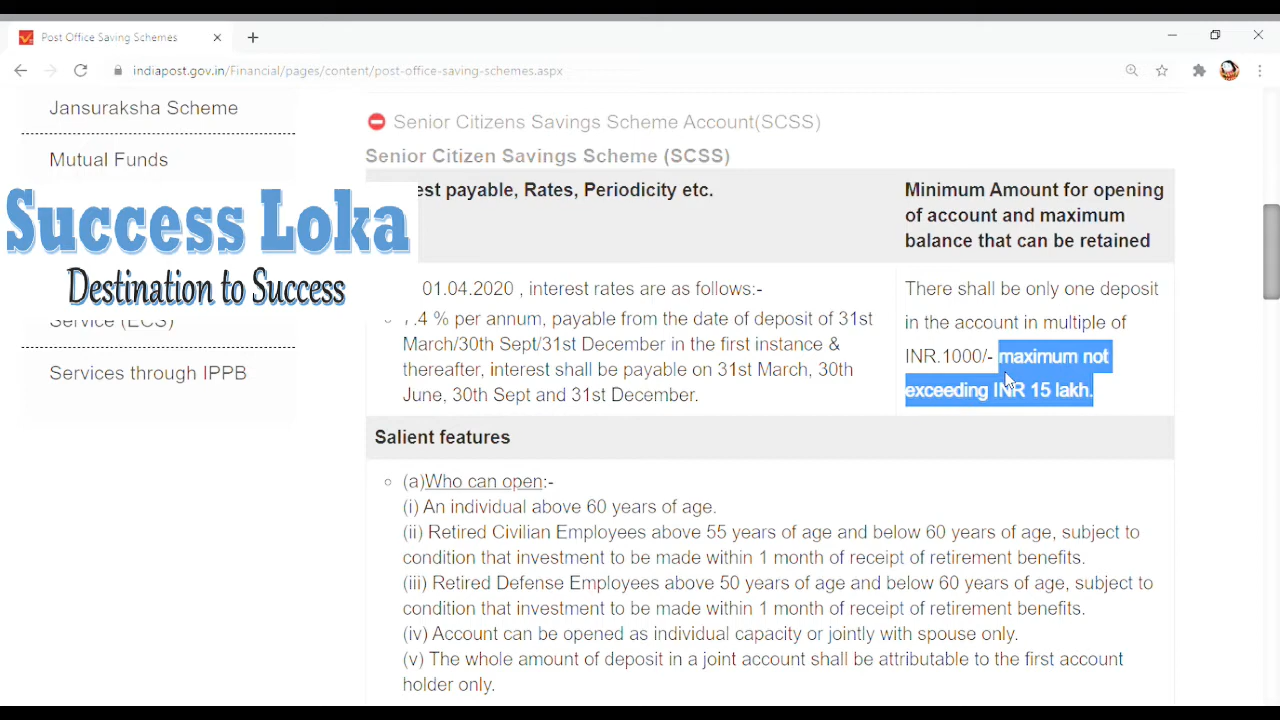 Post Office Saving Schemes
indiapost.gov.in/Financial/pages/content/post-office-saving-schemes.aspx
Jansuraksha Scheme
Mutual Funds
Success Loka
Destination to Success
Service (ECS)
Services through IPPB
Senior Citizens Savings Scheme Account(SCSS)
Senior Citizen Savings Scheme (SCSS)
payable, Rates, Periodicity etc.
Minimum Amount for opening
of account and maximum
balance that can be retained
01.04.2020 , interest rates are as follows:-
7.4 % per annum, payable from the date of deposit of 31st
March/30th Sept/31st December in the first instance &
thereafter, interest shall be payable on 31st March, 30th
June, 30th Sept and 31st December.
There shall be only one deposit
in the account in multiple of
INR.1000/- maximum not
exceeding INR 15 lakh.
Salient features
(a)Who can open:-
(i) An individual above 60 years of age.
(ii) Retired Civilian Employees above 55 years of age and below 60 years of age, subject to
condition that investment to be made within 1 month of receipt of retirement benefits.
(iii) Retired Defense Employees above 50 years of age and below 60 years of age, subject to
condition that investment to be made within 1 month of receipt of retirement benefits.
(iv) Account can be opened as individual capacity or jointly with spouse only.
(v) The whole amount of deposit in a joint account shall be attributable to the first account
holder only.